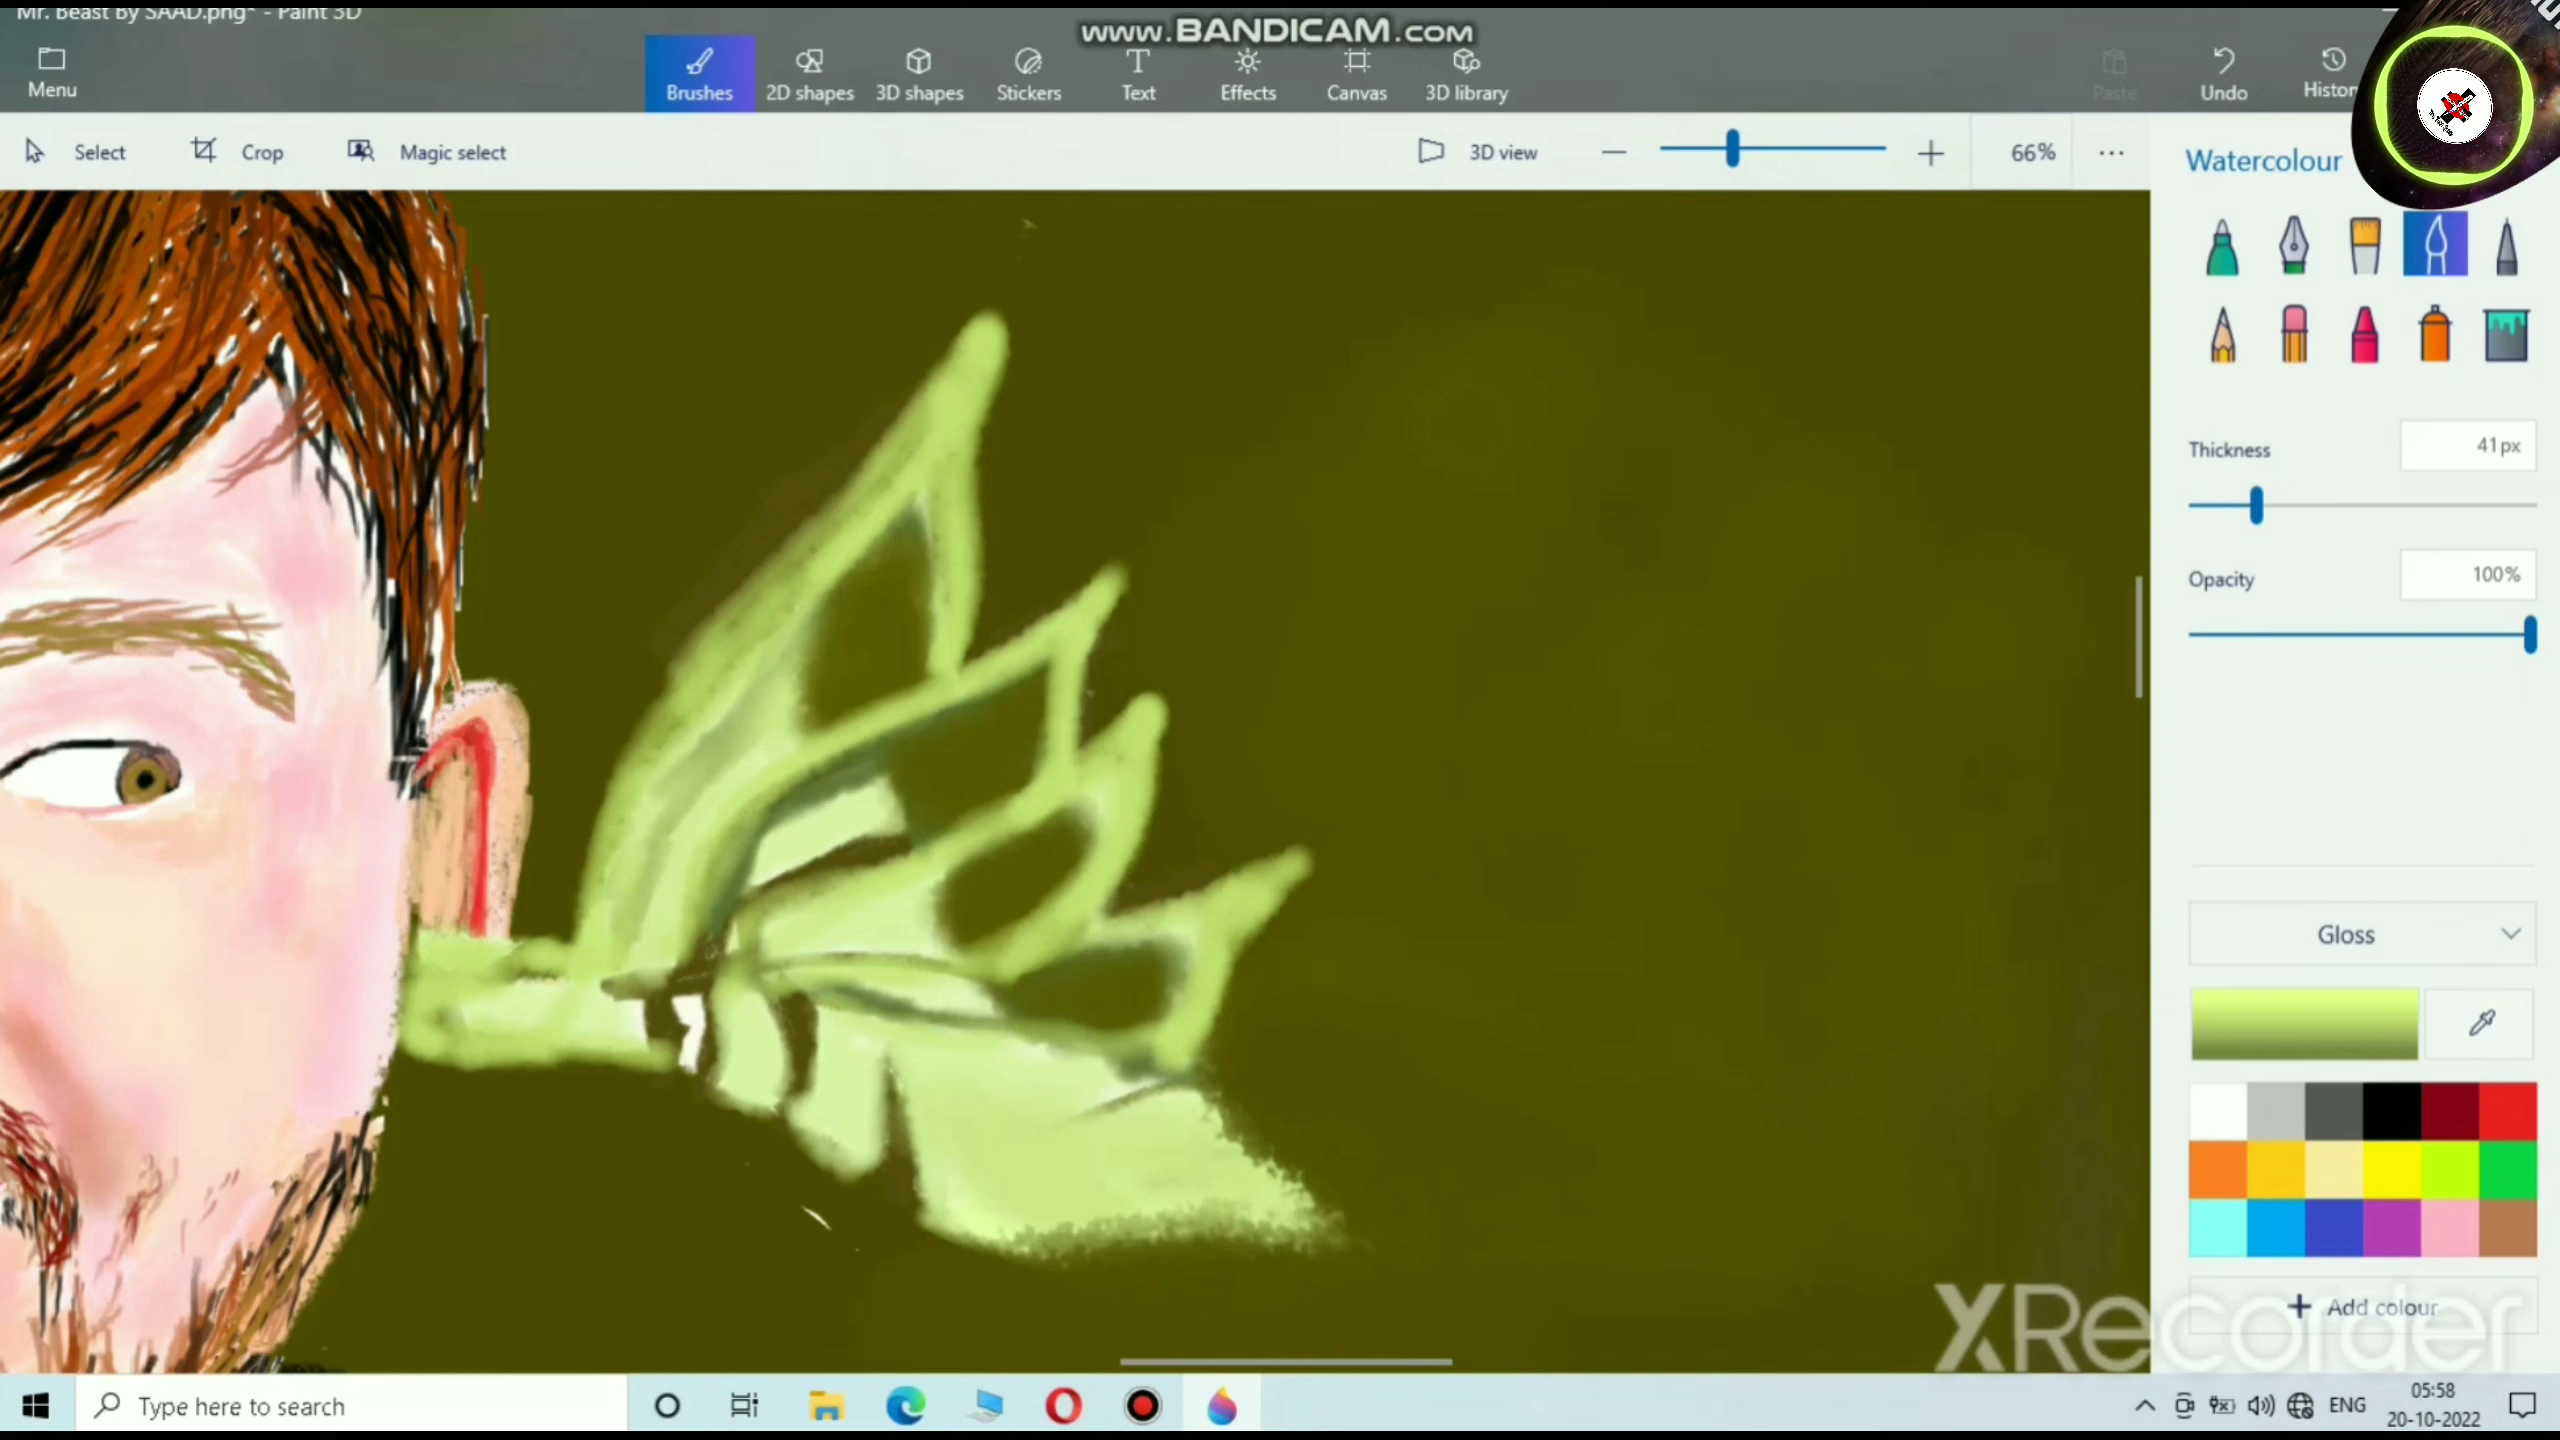 Mr. Beast By SAAD.png* - Paint 3D
www.BANDICAM.com
Menu
Brushes
2D shapes
3D shapes
Stickers
Text
Effects
Canvas
3D library
Paste
Undo
Select
Crop
Magic select
3D view
66%
Watercolour
Thickness
41px
Opacity
100%
Gloss
Add colour
XRecorder
Type here to search
ENG
05:58
20-10-2022